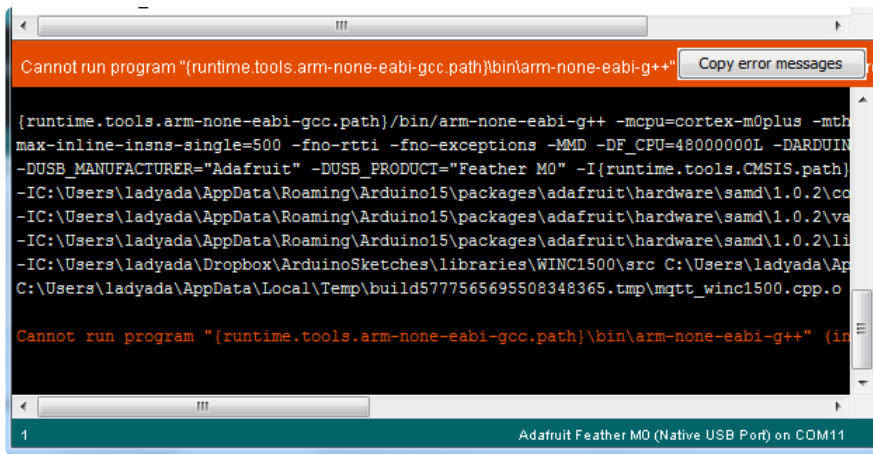 Cannot run program "{runtime.tools.arm-none-eabi-gcc.path}\bin\arm-none-eabi-g++" Copy error messages
{runtime.tools.arm-none-eabi-gcc.path}/bin/arm-none-eabi-g++ -mcpu=cortex-m0plus -mth
max-inline-insns-single=500 -fno-rtti -fno-exceptions -MMD -DF_CPU=48000000L -DARDUIN
-DUSB_MANUFACTURER="Adafruit" -DUSB_PRODUCT="Feather M0" -I{runtime.tools.CMSIS.path}
-IC:\Users\ladyada\AppData\Roaming\Arduino15\packages\adafruit\hardware\samd\1.0.2\co
-IC:\Users\ladyada\AppData\Roaming\Arduino15\packages\adafruit\hardware\samd\1.0.2\va
-IC:\Users\ladyada\AppData\Roaming\Arduino15\packages\adafruit\hardware\samd\1.0.2\li
-IC:\Users\ladyada\Dropbox\ArduinoSketches\libraries\WINC1500\src C:\Users\ladyada\Ap
C:\Users\ladyada\AppData\Local\Temp\build5777565695508348365.tmp\mqtt_winc1500.cpp.o
Cannot run program "{runtime.tools.arm-none-eabi-gcc.path}\bin\arm-none-eabi-g++" (in
1 Adafruit Feather M0 (Native USB Port) on COM11